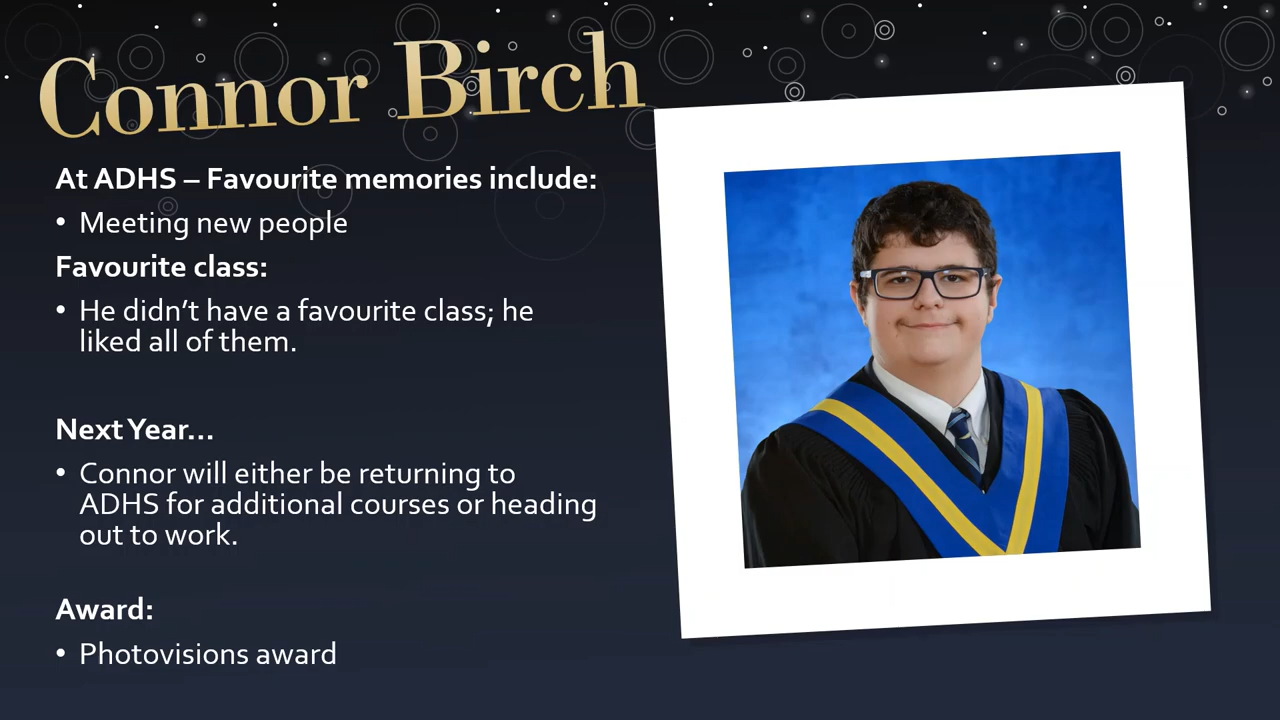 Connor Birch
At ADHS – Favourite memories include:
• Meeting new people
Favourite class:
• He didn’t have a favourite class; he
liked all of them.
Next Year…
• Connor will either be returning to
ADHS for additional courses or heading
out to work.
Award:
• Photovisions award